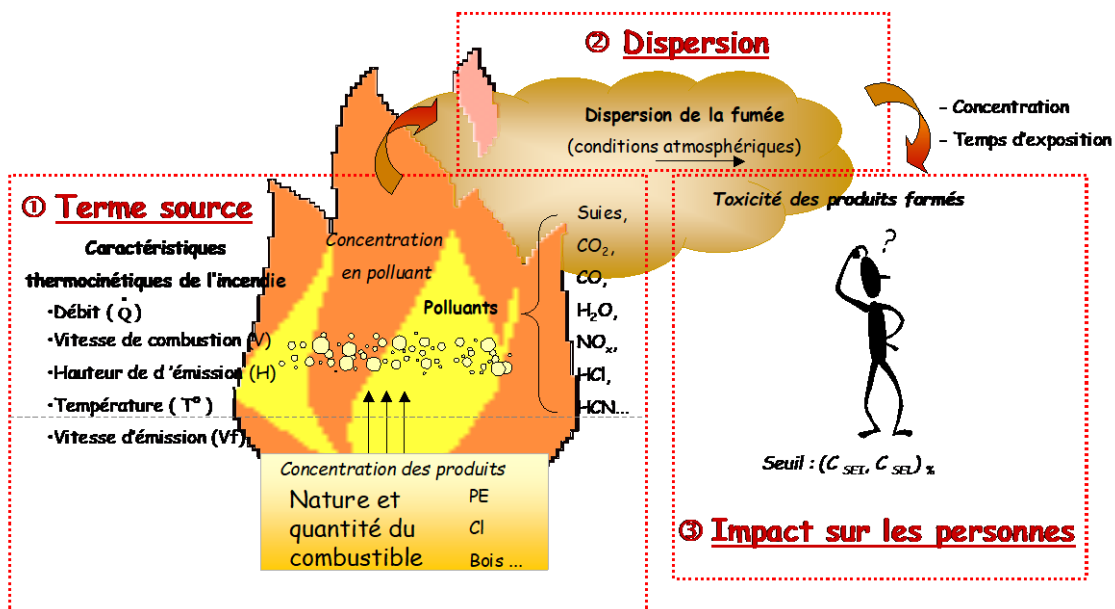 ② Dispersion
Dispersion de la fumée
(conditions atmosphériques)
- Concentration
- Temps d'exposition
① Terme source
Caractéristiques
thermocinétiques de l'incendie
•Débit ( Q̇ )
•Vitesse de combustion (V)
•Hauteur de d 'émission (H)
•Température ( T° )
•Vitesse d'émission (Vf)
Concentration
en polluant
Polluants
Suies,
CO₂,
CO,
H₂O,
NOₓ,
HCl,
HCN...
Concentration des produits
Nature et
quantité du
combustible
PE
Cl
Bois ...
Toxicité des produits formés
?
Seuil : (C SEI, C SEL) %
③ Impact sur les personnes